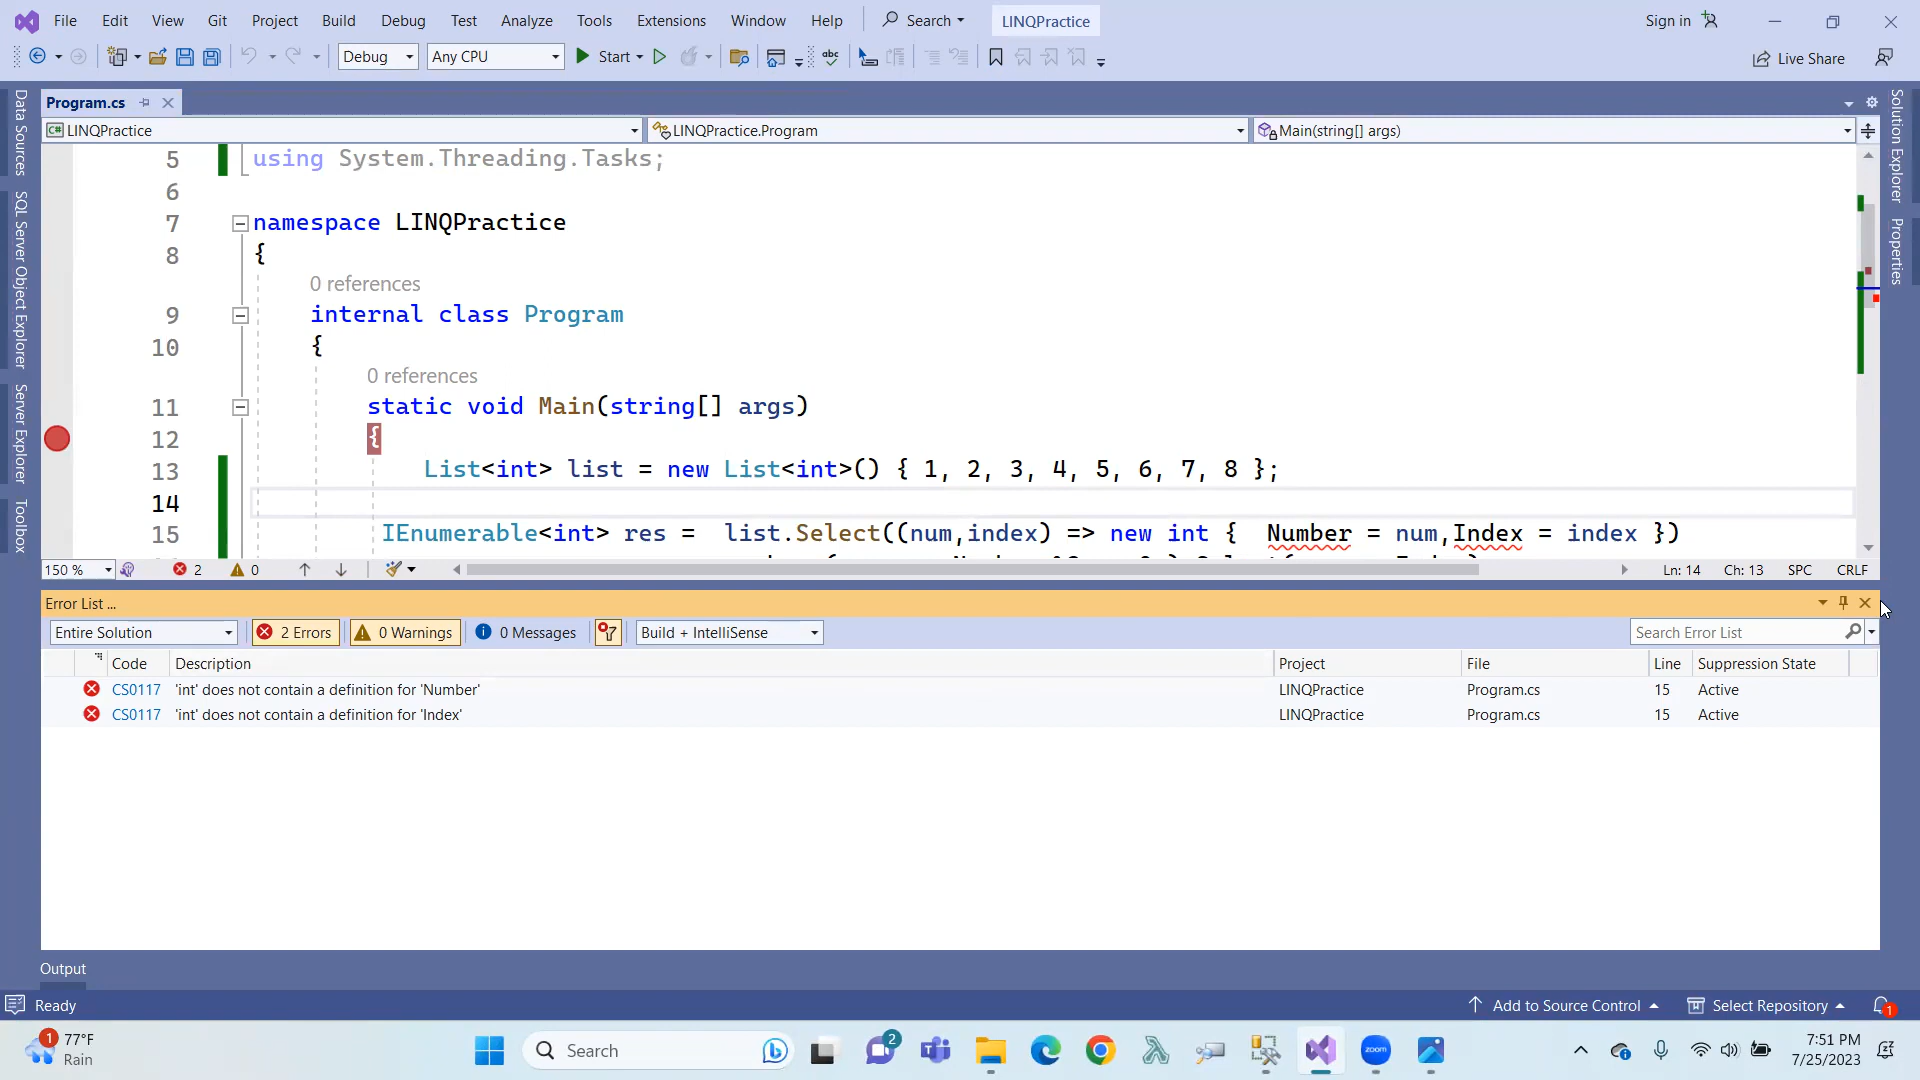 File Edit View Git Project Build Debug Test Analyze Tools Extensions Window Help Search LINQPractice Sign in
Debug Any CPU Start abc Live Share
Program.cs
LINQPractice LINQPractice.Program Main(string[] args)
Data Sources
SQL Server Object Explorer
Server Explorer
Toolbox
Solution Explorer
Properties
5 using System.Threading.Tasks;
6
7 namespace LINQPractice
8 {
0 references
9 internal class Program
10 {
0 references
11 static void Main(string[] args)
12 {
13 List<int> list = new List<int>() { 1, 2, 3, 4, 5, 6, 7, 8 };
14
15 IEnumerable<int> res = list.Select((num,index) => new int { Number = num,Index = index })
150 % 2 0 Ln: 14 Ch: 13 SPC CRLF
Error List ...
Entire Solution 2 Errors 0 Warnings 0 Messages Build + IntelliSense Search Error List
Code Description Project File Line Suppression State
CS0117 'int' does not contain a definition for 'Number' LINQPractice Program.cs 15 Active
CS0117 'int' does not contain a definition for 'Index' LINQPractice Program.cs 15 Active
Output
Ready Add to Source Control Select Repository 1
1 77°F Rain Search 2 zoom 7:51 PM
7/25/2023